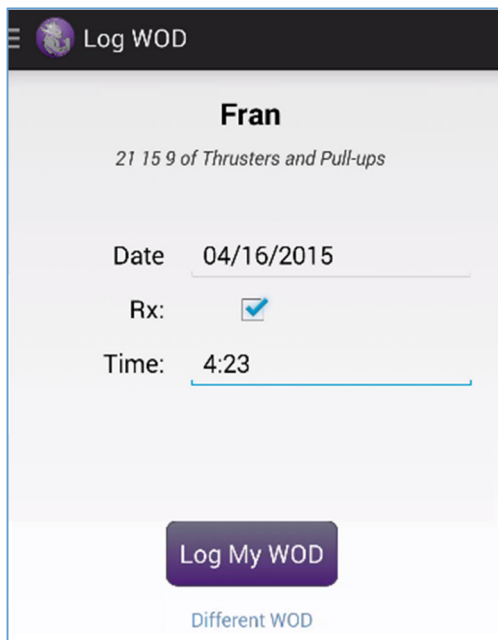 Log WOD
Fran
21 15 9 of Thrusters and Pull-ups
Date 04/16/2015
Rx:
Time: 4:23
Log My WOD
Different WOD